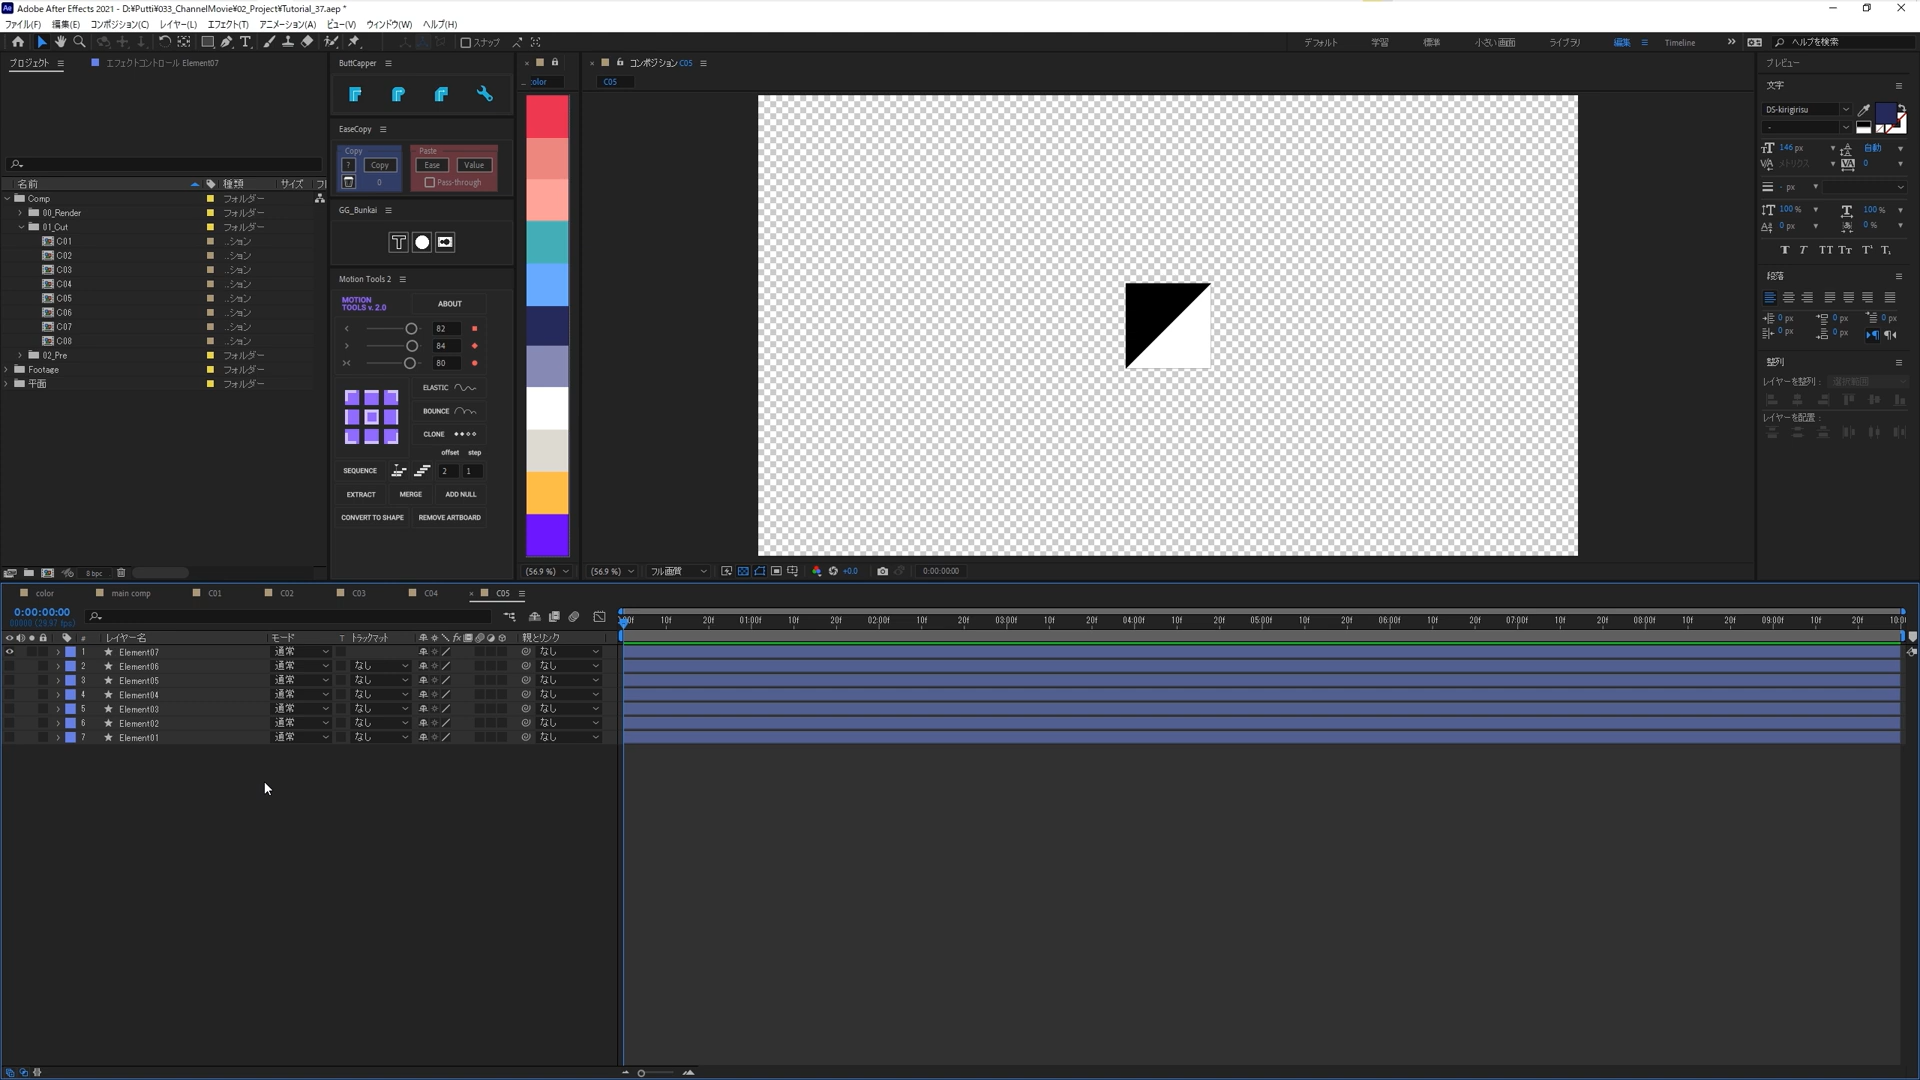 Adobe After Effects 2021 - D:¥Putti¥033_ChannelMovie¥02_Project¥Tutorial_37.aep *
ファイル(F) 編集(E) コンポジション(C) レイヤー(L) エフェクト(T) アニメーション(A) ビュー(V) ウィンドウ(W) ヘルプ(H)
スナップ
デフォルト 学習 標準 小さい画面 ライブラリ 編集 Timeline
ヘルプを検索
プロジェクト
エフェクトコントロール Element07
名前 種類 サイズ
Comp フォルダー
00_Render フォルダー
01_Cut フォルダー
C01 ..ション
C02 ..ション
C03 ..ション
C04 ..ション
C05 ..ション
C06 ..ション
C07 ..ション
C08 ..ション
02_Pre フォルダー
Footage フォルダー
平面 フォルダー
8 bpc
ButtCapper
EaseCopy
Copy Paste
? Copy Ease Value
0 Pass-through
GG_Bunkai
Motion Tools 2
MOTION TOOLS v. 2.0 ABOUT
82
84
80
ELASTIC
BOUNCE
CLONE
offset step
SEQUENCE 2 1
EXTRACT MERGE ADD NULL
CONVERT TO SHAPE REMOVE ARTBOARD
(56.9 %)
コンポジション C05
C05
(56.9 %) フル画質 +0.0 0:00:00:00
プレビュー
文字
DS-kirigirisu
-
146 px 自動
メトリクス 0
- px
100 % 100 %
0 px 0 %
段落
0 px 0 px 0 px
0 px 0 px
整列
レイヤーを整列: 選択範囲
レイヤーを配置:
color main comp C01 C02 C03 C04 C05
0:00:00:00
00000 (29.97 fps)
# レイヤー名 モード T トラックマット 親とリンク
1 Element07 通常 なし
2 Element06 通常 なし なし
3 Element05 通常 なし なし
4 Element04 通常 なし なし
5 Element03 通常 なし なし
6 Element02 通常 なし なし
7 Element01 通常 なし なし
10f 20f 01:00f 10f 20f 02:00f 10f 20f 03:00f 10f 20f 04:00f 10f 20f 05:00f 10f 20f 06:00f 10f 20f 07:00f 10f 20f 08:00f 10f 20f 09:00f 10f 20f